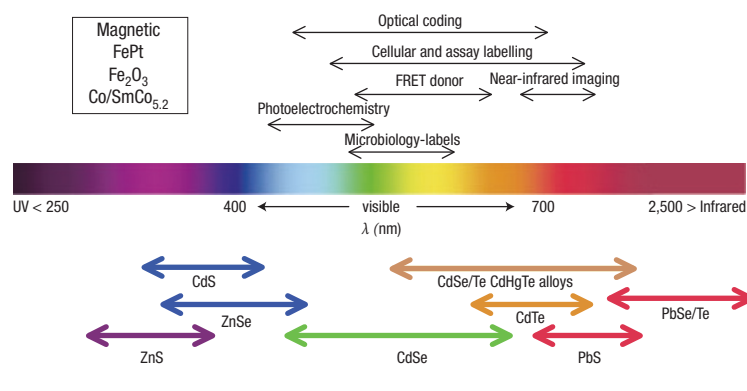 Magnetic
FePt
Fe₂O₃
Co/SmCo₅.₂
Optical coding
Cellular and assay labelling
FRET donor
Near-infrared imaging
Photoelectrochemistry
Microbiology-labels
UV < 250
400
visible
700
2,500 > Infrared
λ (nm)
CdS
CdSe/Te CdHgTe alloys
ZnSe
CdTe
PbSe/Te
ZnS
CdSe
PbS